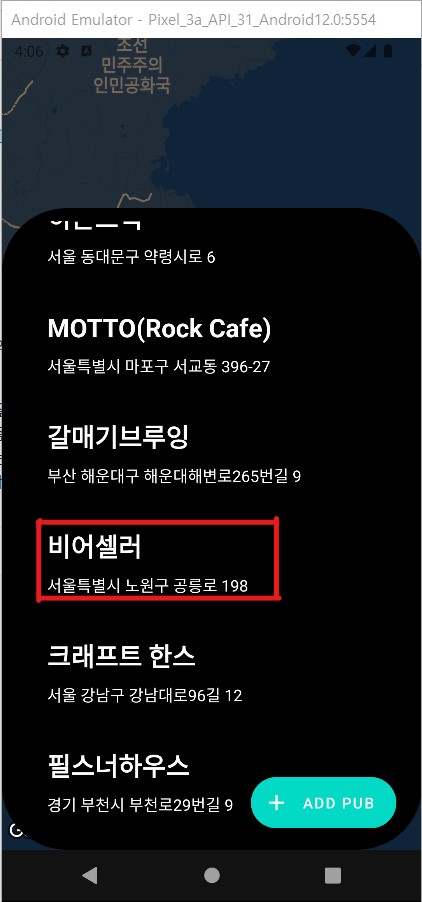 Android Emulator - Pixel_3a_API_31_Android12.0:5554
4:06
조선
민주주의
인민공화국
서울 동대문구 약령시로 6
MOTTO(Rock Cafe)
서울특별시 마포구 서교동 396-27
갈매기브루잉
부산 해운대구 해운대해변로265번길 9
비어셀러
서울특별시 노원구 공릉로 198
크래프트 한스
서울 강남구 강남대로96길 12
필스너하우스
경기 부천시 부천로29번길 9
ADD PUB